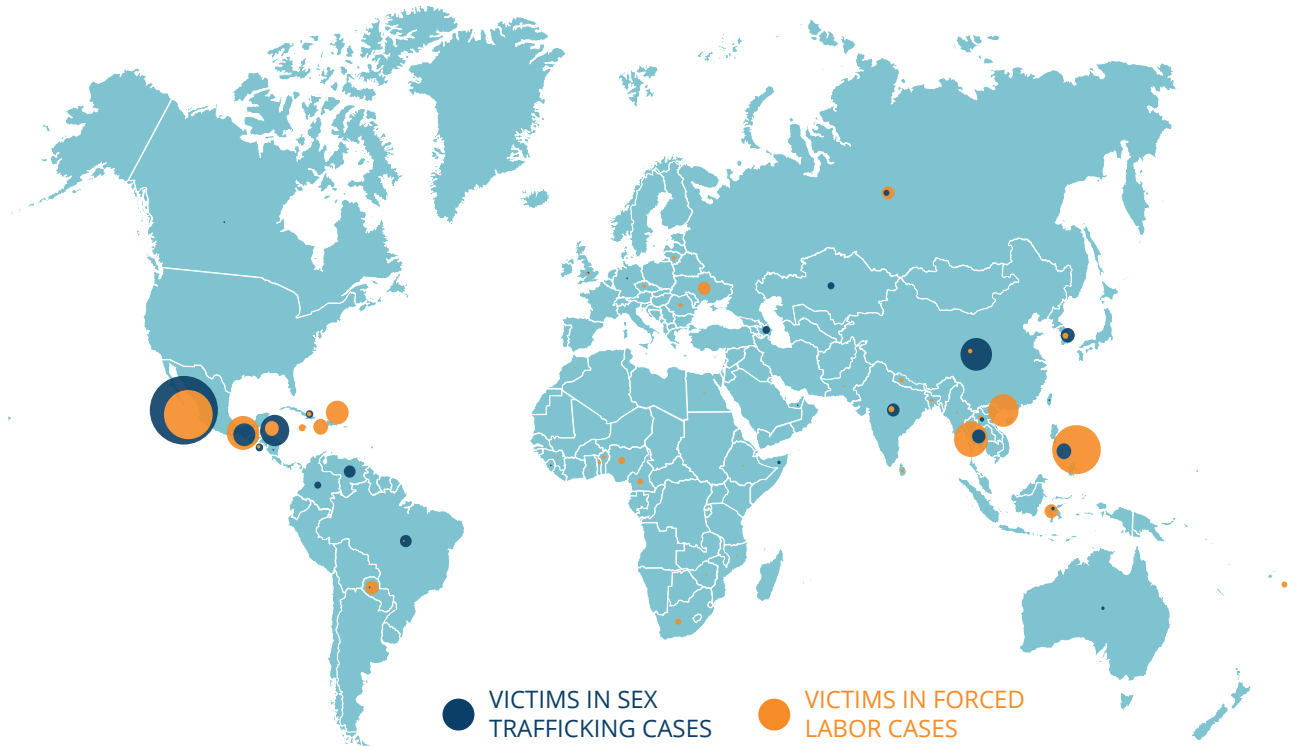 VICTIMS IN SEX
TRAFFICKING CASES
VICTIMS IN FORCED
LABOR CASES